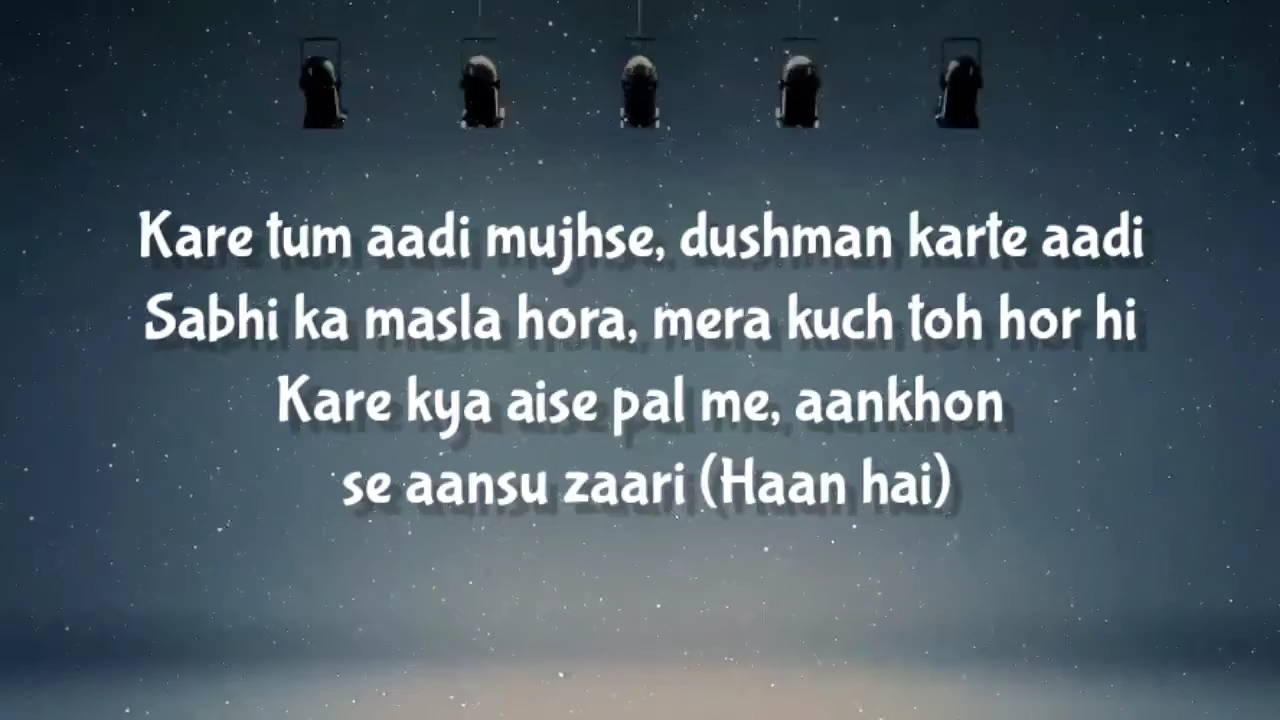 Kare tum aadi mujhse, dushman karte aadi
Sabhi ka masla hora, mera kuch toh hor hi
Kare kya aise pal me, aankhon
se aansu zaari (Haan hai)